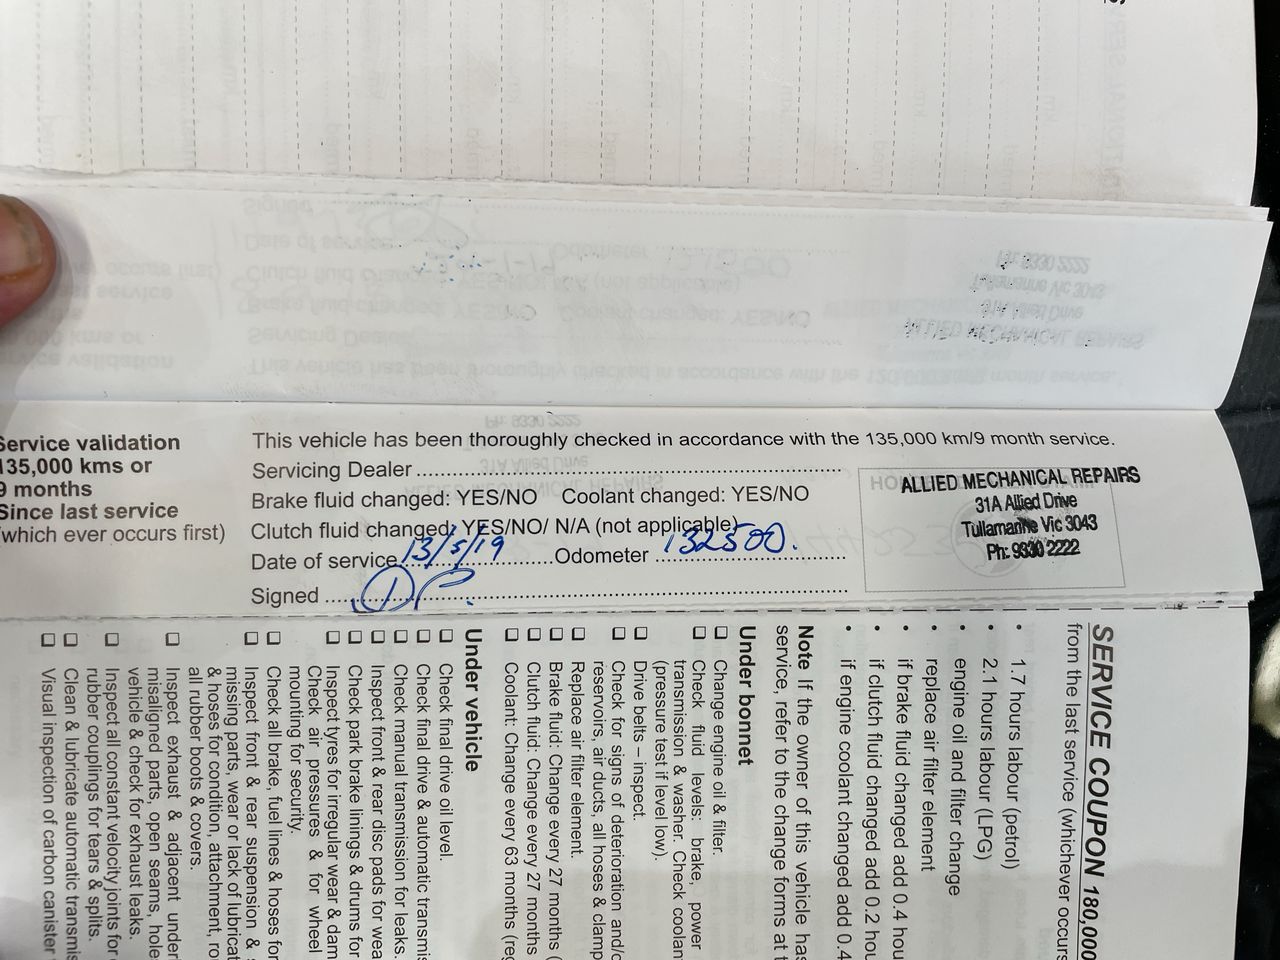 Service validation
135,000 kms or
9 months
Since last service
(which ever occurs first)
This vehicle has been thoroughly checked in accordance with the 135,000 km/9 month service.
Servicing Dealer
Brake fluid changed: YES/NO Coolant changed: YES/NO
Clutch fluid changed: YES/NO/ N/A (not applicable)
Date of service 13/5/19 Odometer 132500.
Signed
ALLIED MECHANICAL REPAIRS
31A Allied Drive
Tullamarine Vic 3043
Ph: 9330 2222
SERVICE COUPON 180,000
from the last service (whichever occurs
• 1.7 hours labour (petrol)
• 2.1 hours labour (LPG)
• engine oil and filter change
• replace air filter element
• if brake fluid changed add 0.4 hou
• if clutch fluid changed add 0.2 hou
• if engine coolant changed add 0.4
Note If the owner of this vehicle has
service, refer to the change forms at t
Under bonnet
Change engine oil & filter.
Check fluid levels: brake, power
transmission & washer. Check coolant
(pressure test if level low).
Drive belts – inspect.
Check for signs of deterioration and/o
reservoirs, air ducts, all hoses & clamp
Replace air filter element.
Brake fluid: Change every 27 months (
Clutch fluid: Change every 27 months
Coolant: Change every 63 months (reg
Under vehicle
Check final drive oil level.
Check final drive & automatic transmis
Check manual transmission for leaks.
Inspect front & rear disc pads for wea
Check park brake linings & drums for
Inspect tyres for irregular wear & dam
Check air pressures & for wheel
mounting for security.
Check all brake, fuel lines & hoses for
Inspect front & rear suspension &
missing parts, wear or lack of lubricat
& hoses for condition, attachment, ro
all rubber boots & covers.
Inspect exhaust & adjacent under
misaligned parts, open seams, hole
vehicle & check for exhaust leaks.
Inspect all constant velocity joints for
rubber couplings for tears & splits.
Clean & lubricate automatic transmis
Visual inspection of carbon canister